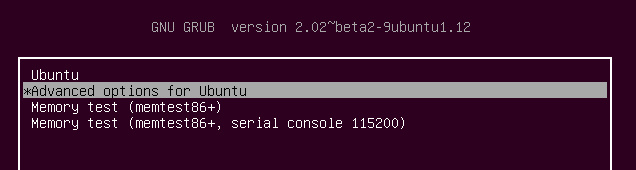 GNU GRUB  version 2.02~beta2-9ubuntu1.12
Ubuntu
*Advanced options for Ubuntu
Memory test (memtest86+)
Memory test (memtest86+, serial console 115200)